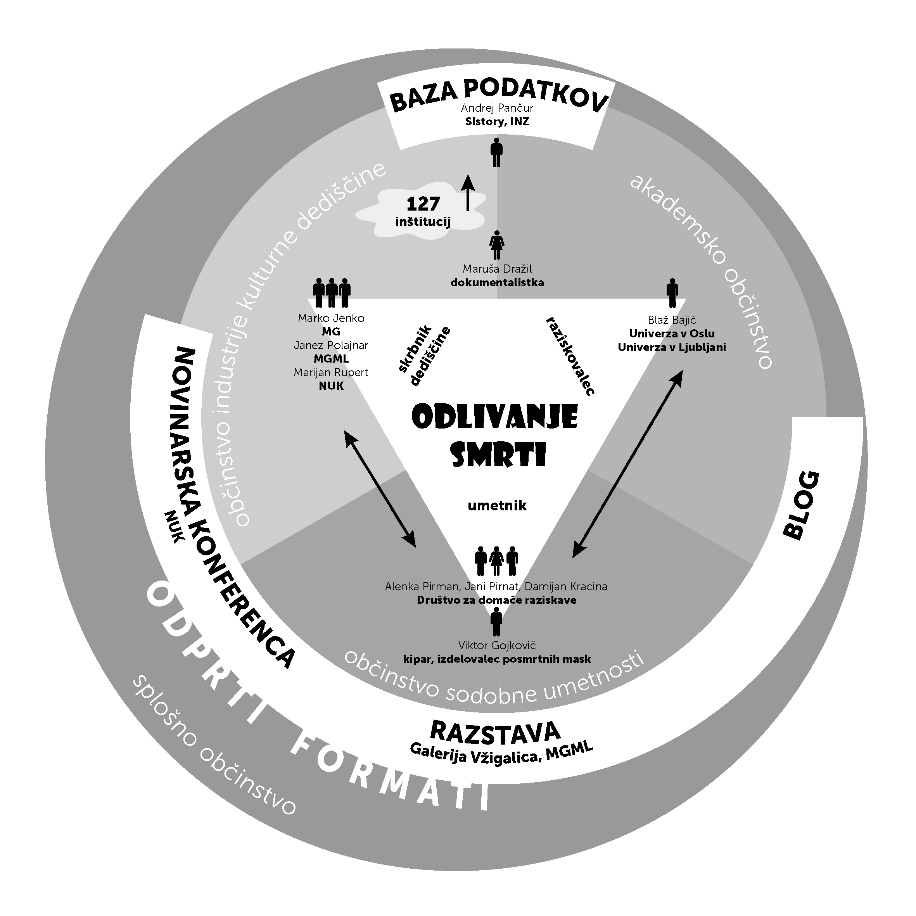 BAZA PODATKOV
Andrej Pančur
SIstory, INZ
občinstvo industrije kulturne dediščine
akademsko občinstvo
127
inštitucij
Maruša Dražil
dokumentalistka
Marko Jenko
MG
Janez Polajnar
MGML
Marijan Rupert
NUK
skrbnik
dediščine
raziskovalec
Blaž Bajič
Univerza v Oslu
Univerza v Ljubljani
ODLIVANJE
SMRTI
umetnik
NOVINARSKA KONFERENCA
NUK
BLOG
Alenka Pirman, Jani Pirnat, Damijan Kracina
Društvo za domače raziskave
Viktor Gojkovič
kipar, izdelovalec posmrtnih mask
občinstvo sodobne umetnosti
RAZSTAVA
Galerija Vžigalica, MGML
ODPRTI FORMATI
splošno občinstvo